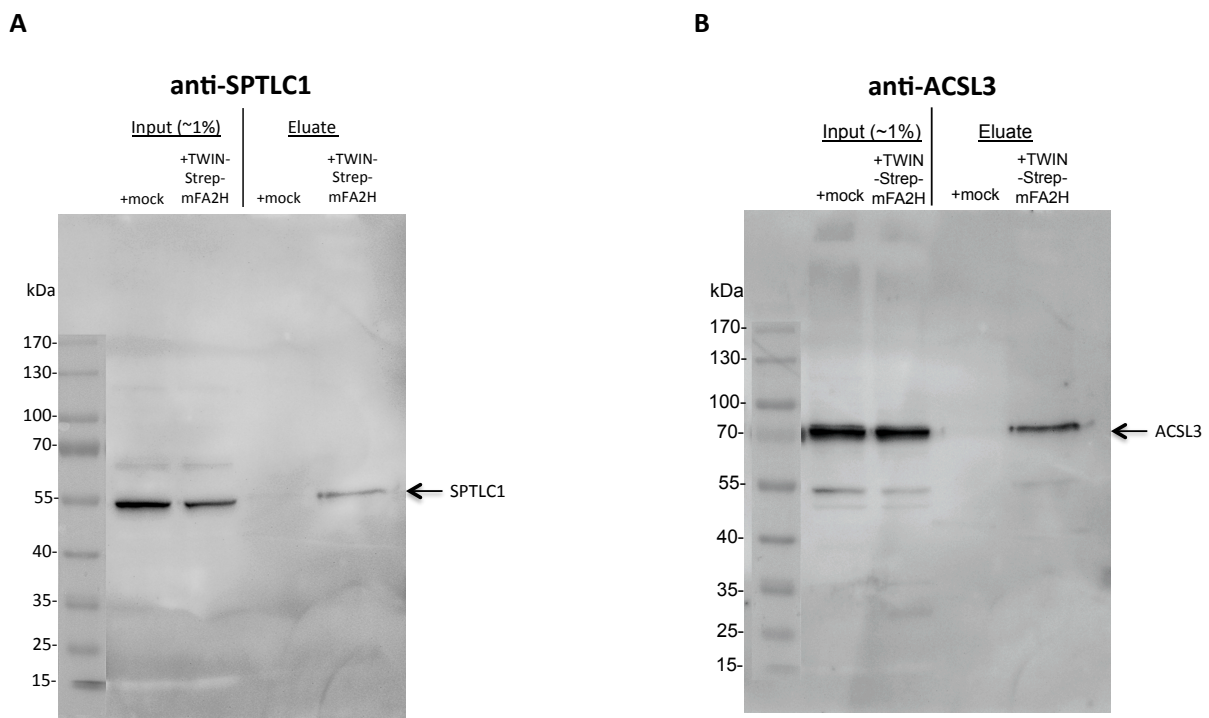 A
anti-SPTLC1
Input (~1%) Eluate
+mock
+TWIN-
Strep-
mFA2H
+mock
+TWIN-
Strep-
mFA2H
kDa
170-
130-
100-
70-
55-
40-
35-
25-
15-
SPTLC1
B
anti-ACSL3
Input (~1%) Eluate
+mock
+TWIN
-Strep-
mFA2H
+mock
+TWIN
-Strep-
mFA2H
kDa
170-
130-
100-
70-
55-
40-
35-
25-
15-
ACSL3